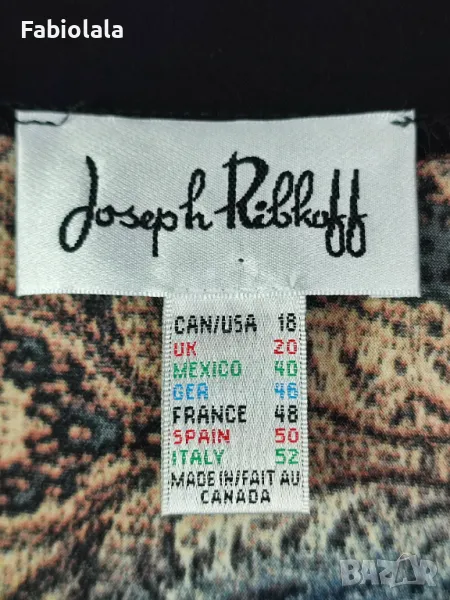 Fabiolala
Joseph Ribkoff
CAN/USA 18
UK 20
MEXICO 40
GER 46
FRANCE 48
SPAIN 50
ITALY 52
MADE IN/FAIT AU
CANADA
BAZAR